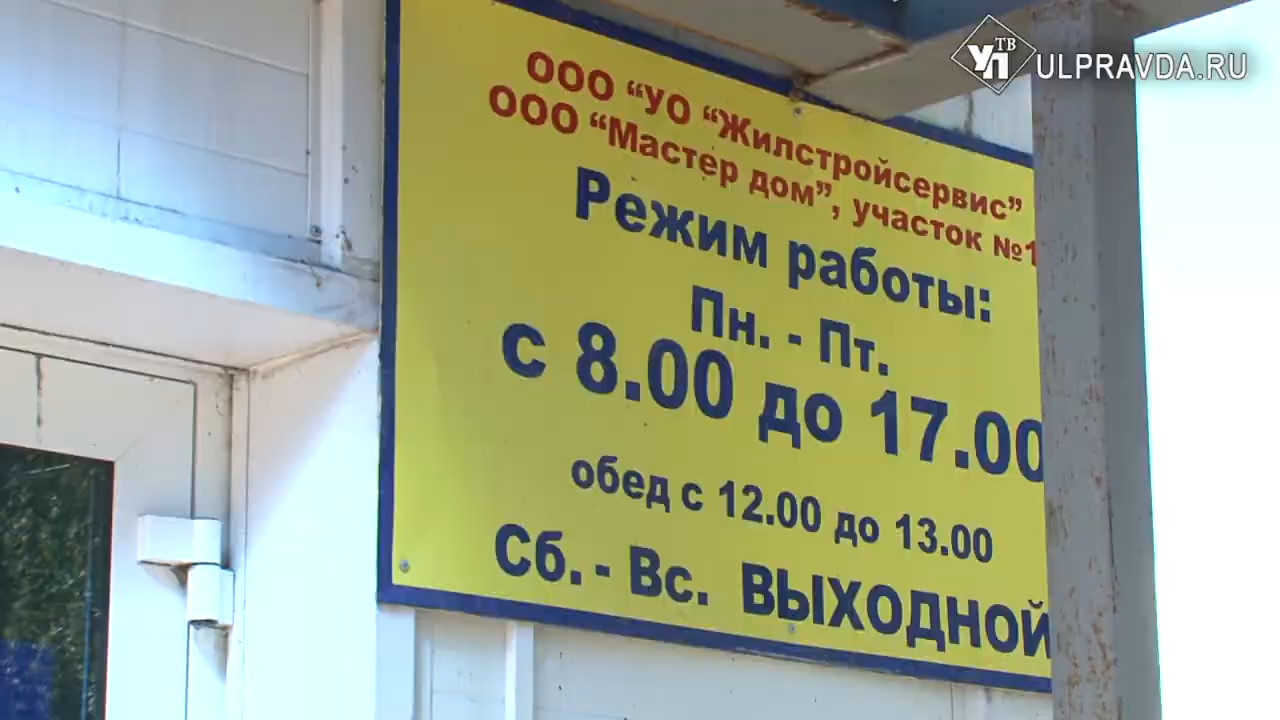 УП ТВ ULPRAVDA.RU
ООО “УО “Жилстройсервис”
ООО “Мастер дом”, участок №1
Режим работы:
Пн. - Пт.
с 8.00 до 17.00
обед с 12.00 до 13.00
Сб. - Вс. ВЫХОДНОЙ